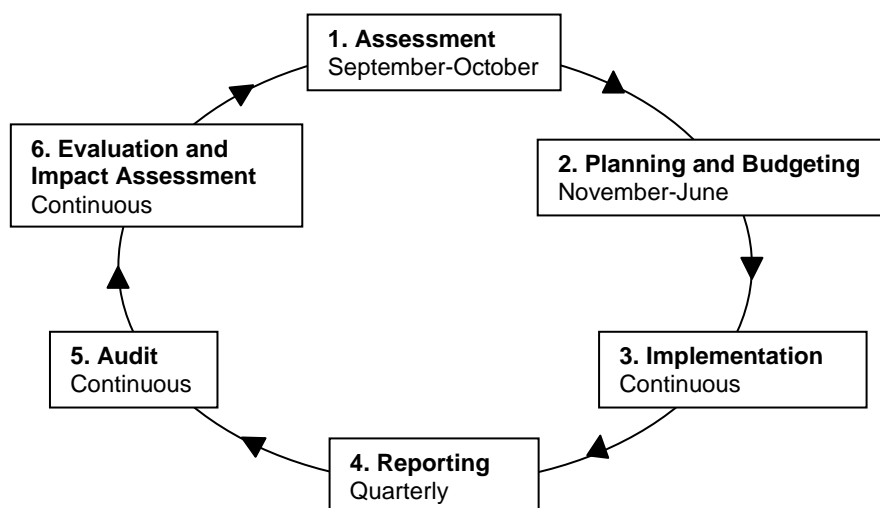 1. Assessment
September-October
2. Planning and Budgeting
November-June
3. Implementation
Continuous
4. Reporting
Quarterly
5. Audit
Continuous
6. Evaluation and
Impact Assessment
Continuous